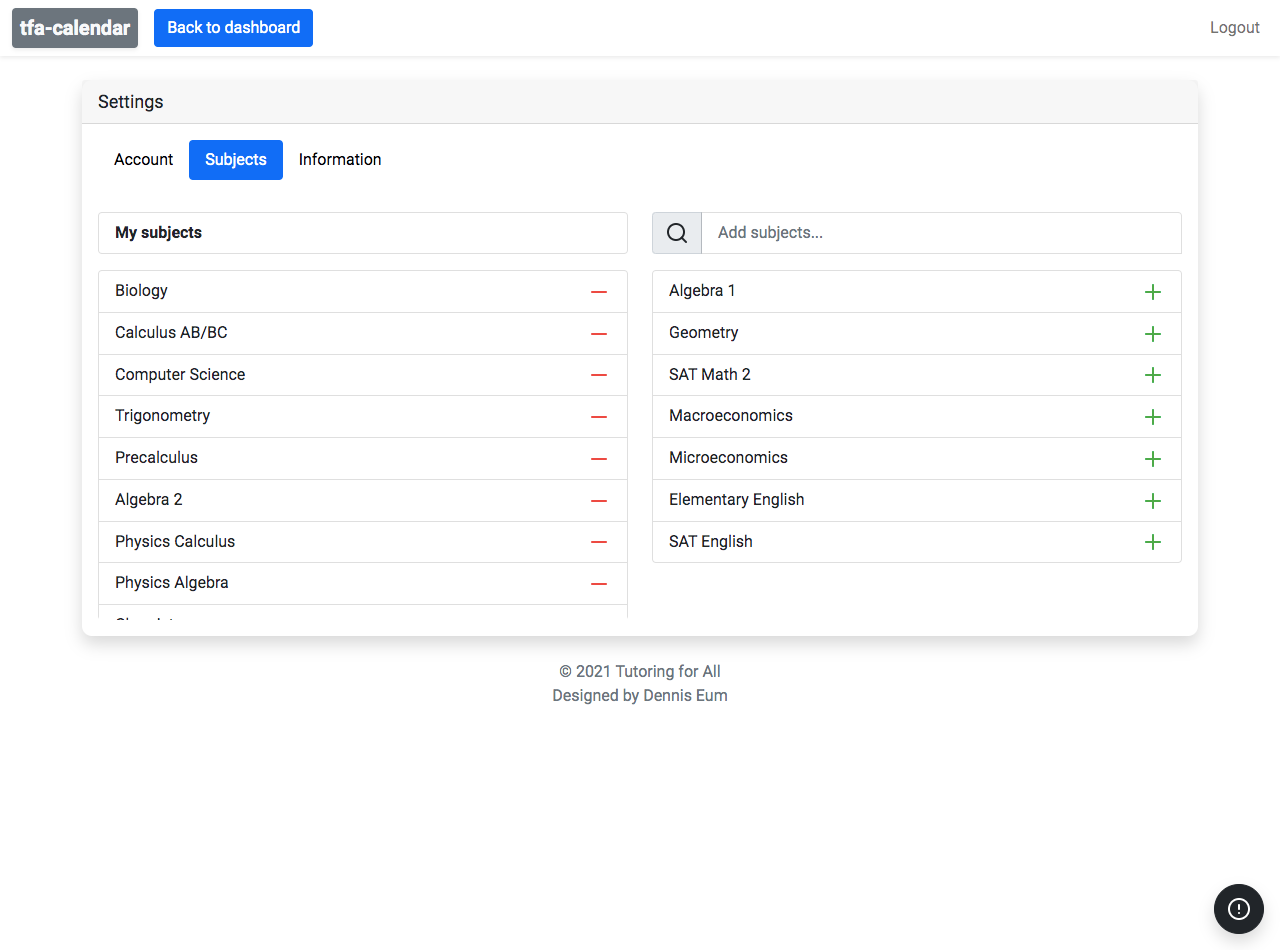 tfa-calendar
Back to dashboard
Logout
Settings
Account
Subjects
Information
My subjects
Add subjects...
Biology
Calculus AB/BC
Computer Science
Trigonometry
Precalculus
Algebra 2
Physics Calculus
Physics Algebra
Algebra 1
Geometry
SAT Math 2
Macroeconomics
Microeconomics
Elementary English
SAT English
© 2021 Tutoring for All
Designed by Dennis Eum